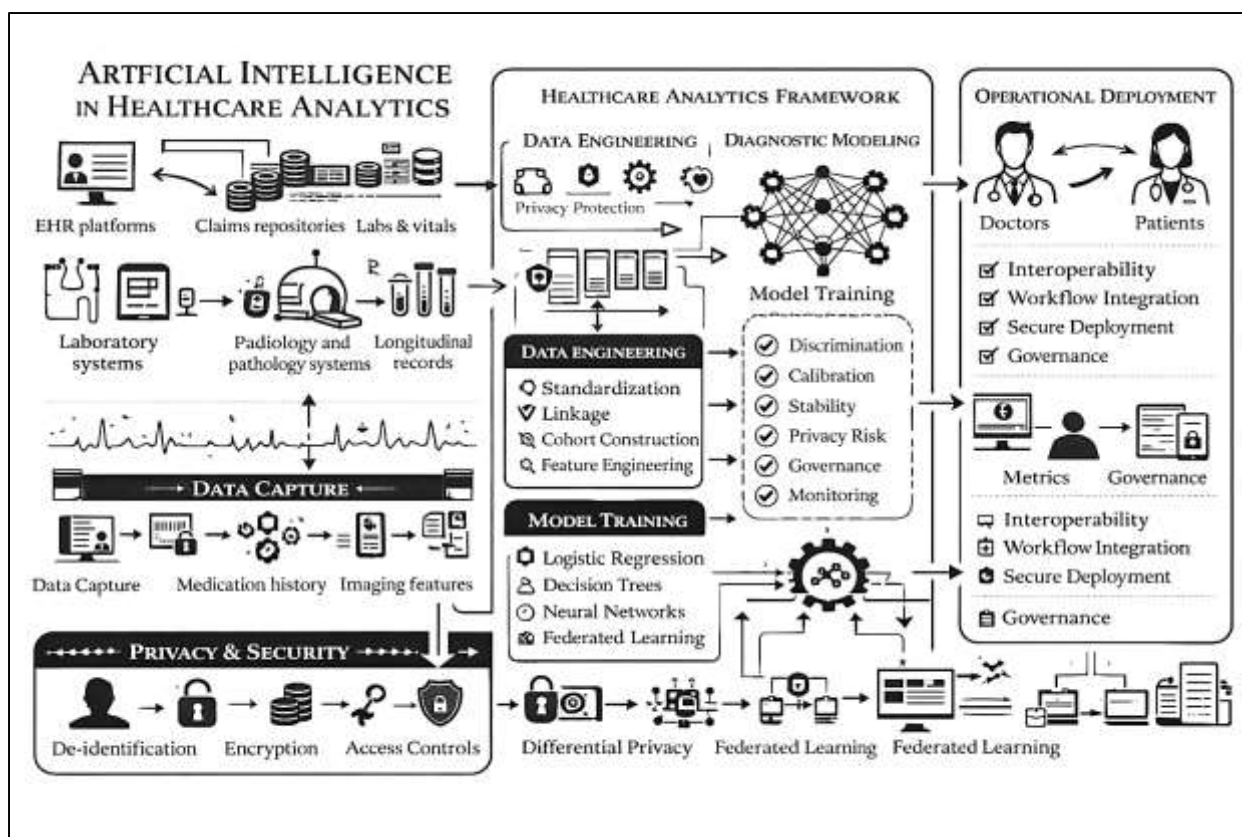 ARTFICIAL INTELLIGENCE
IN HEALTHCARE ANALYTICS
EHR platforms
Claims repositories
Labs & vitals
Laboratory
systems
Padiology and
pathology systems
Longitudinal
records
DATA CAPTURE
Data Capture
Medication history
Imaging features
PRIVACY & SECURITY
De-identification
Encryption
Access Controls
HEALTHCARE ANALYTICS FRAMEWORK
DATA ENGINEERING
Privacy Protection
DIAGNOSTIC MODELING
Model Training
DATA ENGINEERING
Standardization
Linkage
Cohort Construction
Feature Engineering
Discrimination
Calibration
Stability
Privacy Risk
Governance
Monitoring
MODEL TRAINING
Logistic Regression
Decision Trees
Neural Networks
Federated Learning
Differential Privacy
Federated Learning
Federated Learning
OPERATIONAL DEPLOYMENT
Doctors
Patients
Interoperability
Workflow Integration
Secure Deployment
Governance
Metrics
Governance
Interoperability
Workflow Integration
Secure Deployment
Governance